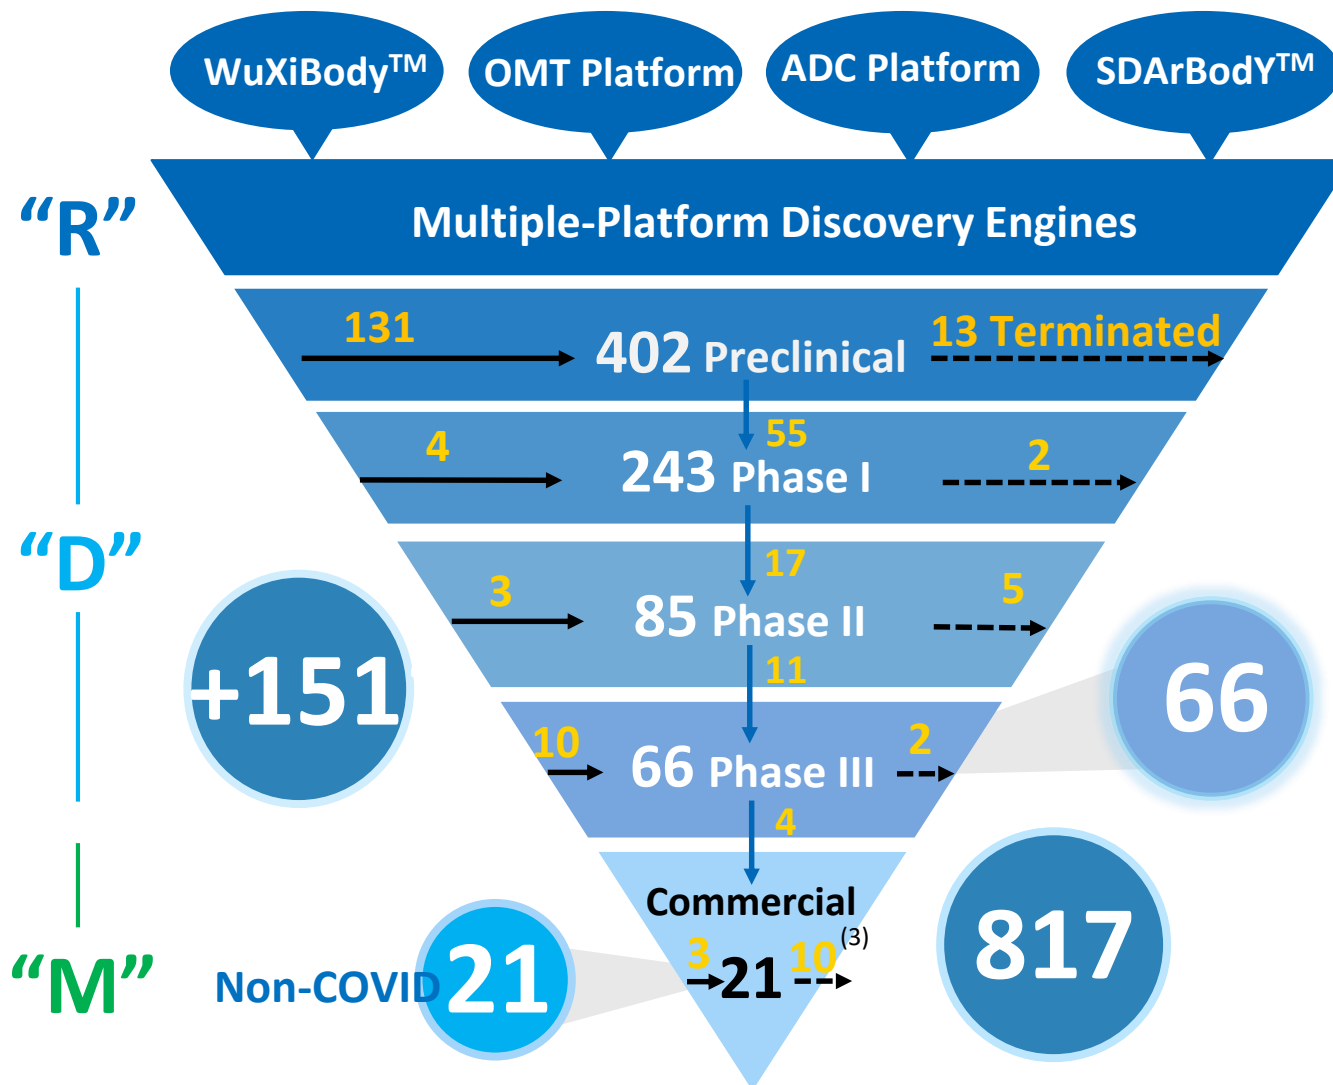 WuXiBody™
OMT Platform
ADC Platform
SDArBodY™
“R”
Multiple-Platform Discovery Engines
131
402 Preclinical
13 Terminated
55
4
243 Phase I
2
“D”
17
3
85 Phase II
5
11
+151
66
10
66 Phase III
2
4
Commercial
3
21
10
(3)
817
“M”
Non-COVID
21